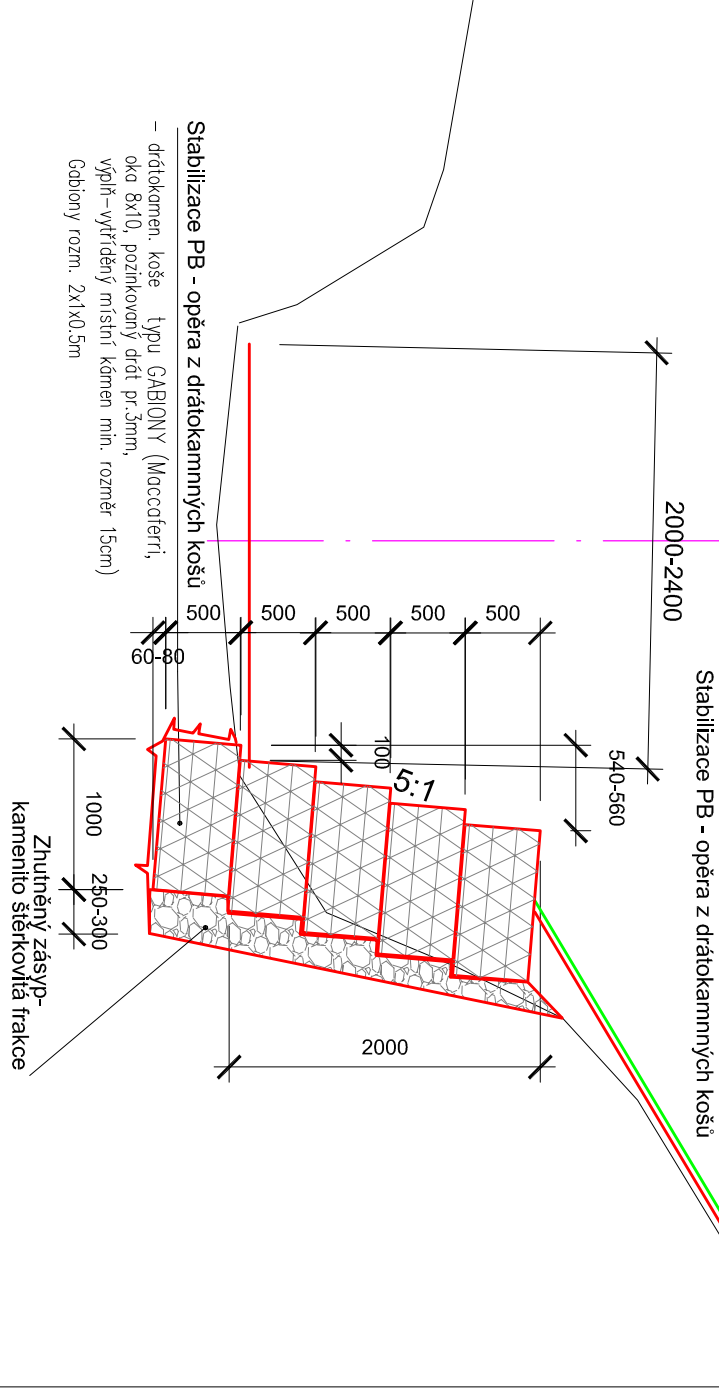 Stabilizace PB - opěra z drátokamnných košů
2000-2400
540-560
100
5:1
500
500
500
500
500
60-80
Stabilizace PB - opěra z drátokamnných košů
- drátokamen. koše typu GABIONY (Maccaferri,
oka 8x10, pozinkovaný drát pr.3mm,
výplň-vytříděný místní kámen min. rozměr 15cm)
Gabiony rozm. 2x1x0.5m
1000
250-300
2000
Zhutněný zásyp-
kamenito štěrkovitá frakce